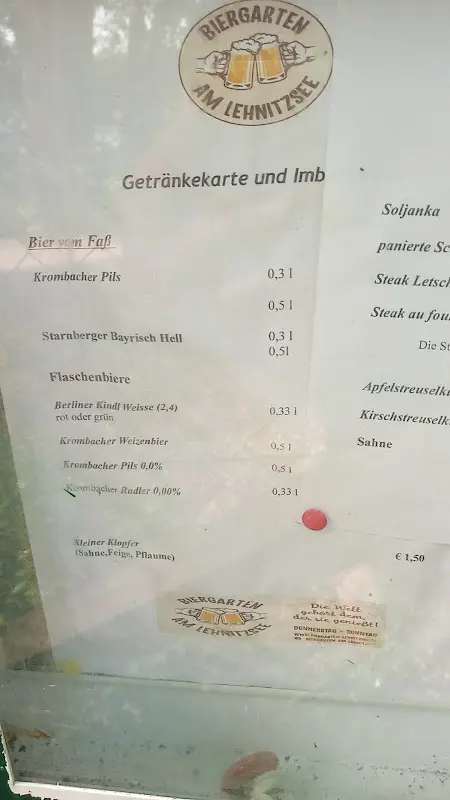 BIERGARTEN
AM LEHNITZSEE
Getränkekarte und Imb
Bier vom Faß
Krombacher Pils 0,3 l
0,5 l
Starnberger Bayrisch Hell 0,3 l
0,5l
Flaschenbiere
Berliner Kindl Weisse (2,4) 0,33 l
rot oder grün
Krombacher Weizenbier 0,5 l
Krombacher Pils 0,0% 0,5 l
Krombacher Radler 0,00% 0,33 l
Kleiner Klopfer
(Sahne,Feige, Pflaume) € 1,50
Soljanka
panierte Sc
Steak Letsch
Steak au four
Die St
Apfelstreuselku
Kirschstreuselk
Sahne
BIERGARTEN
AM LEHNITZSEE
Die Welt
gehört dem,
der sie genießt!
DONNERSTAG - SONNTAG